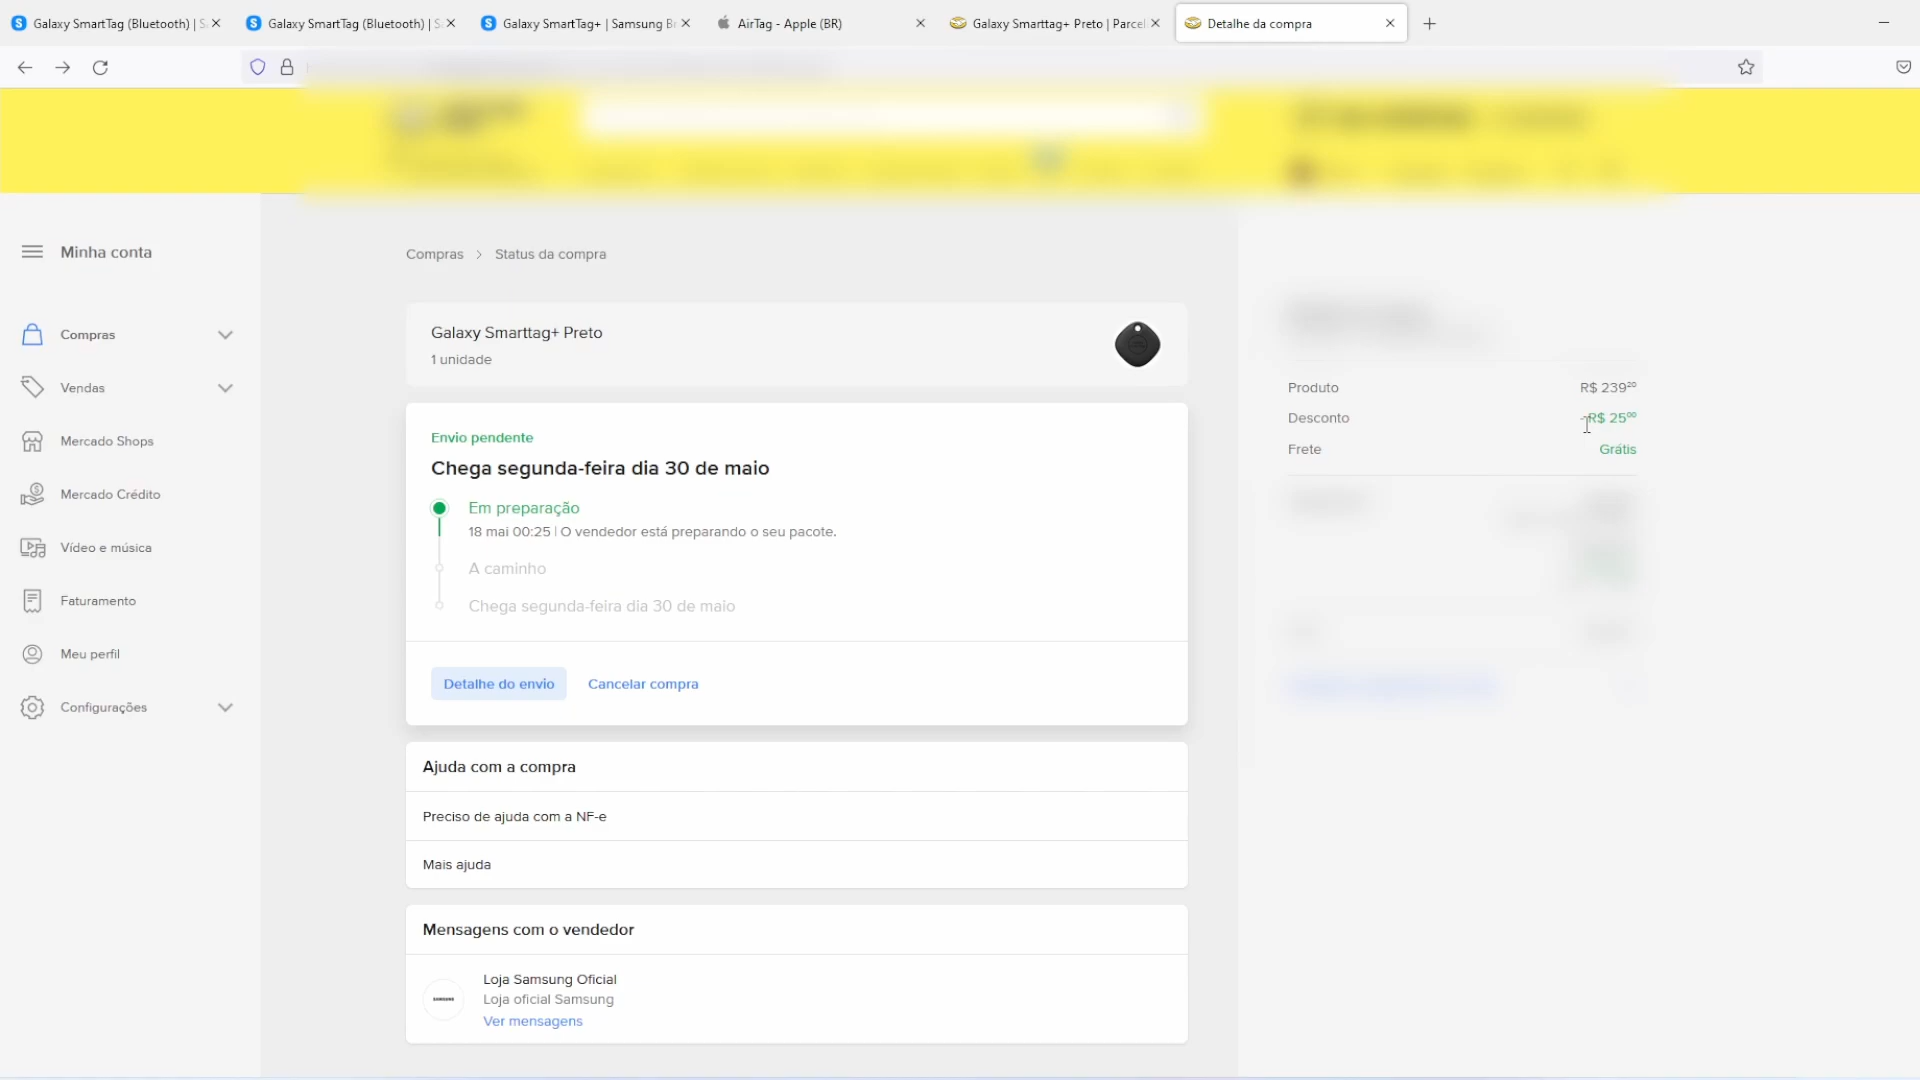 Galaxy SmartTag (Bluetooth) | S
Galaxy SmartTag (Bluetooth) | S
Galaxy SmartTag+ | Samsung Br
AirTag - Apple (BR)
Galaxy Smarttag+ Preto | Parcel
Detalhe da compra
Minha conta
Compras
Vendas
Mercado Shops
Mercado Crédito
Vídeo e música
Faturamento
Meu perfil
Configurações
Compras > Status da compra
Galaxy Smarttag+ Preto
1 unidade
Envio pendente
Chega segunda-feira dia 30 de maio
Em preparação
18 mai 00:25 | O vendedor está preparando o seu pacote.
A caminho
Chega segunda-feira dia 30 de maio
Detalhe do envio Cancelar compra
Ajuda com a compra
Preciso de ajuda com a NF-e
Mais ajuda
Mensagens com o vendedor
SAMSUNG
Loja Samsung Oficial
Loja oficial Samsung
Ver mensagens
Produto R$ 239²⁰
Desconto -R$ 25⁰⁰
Frete Grátis